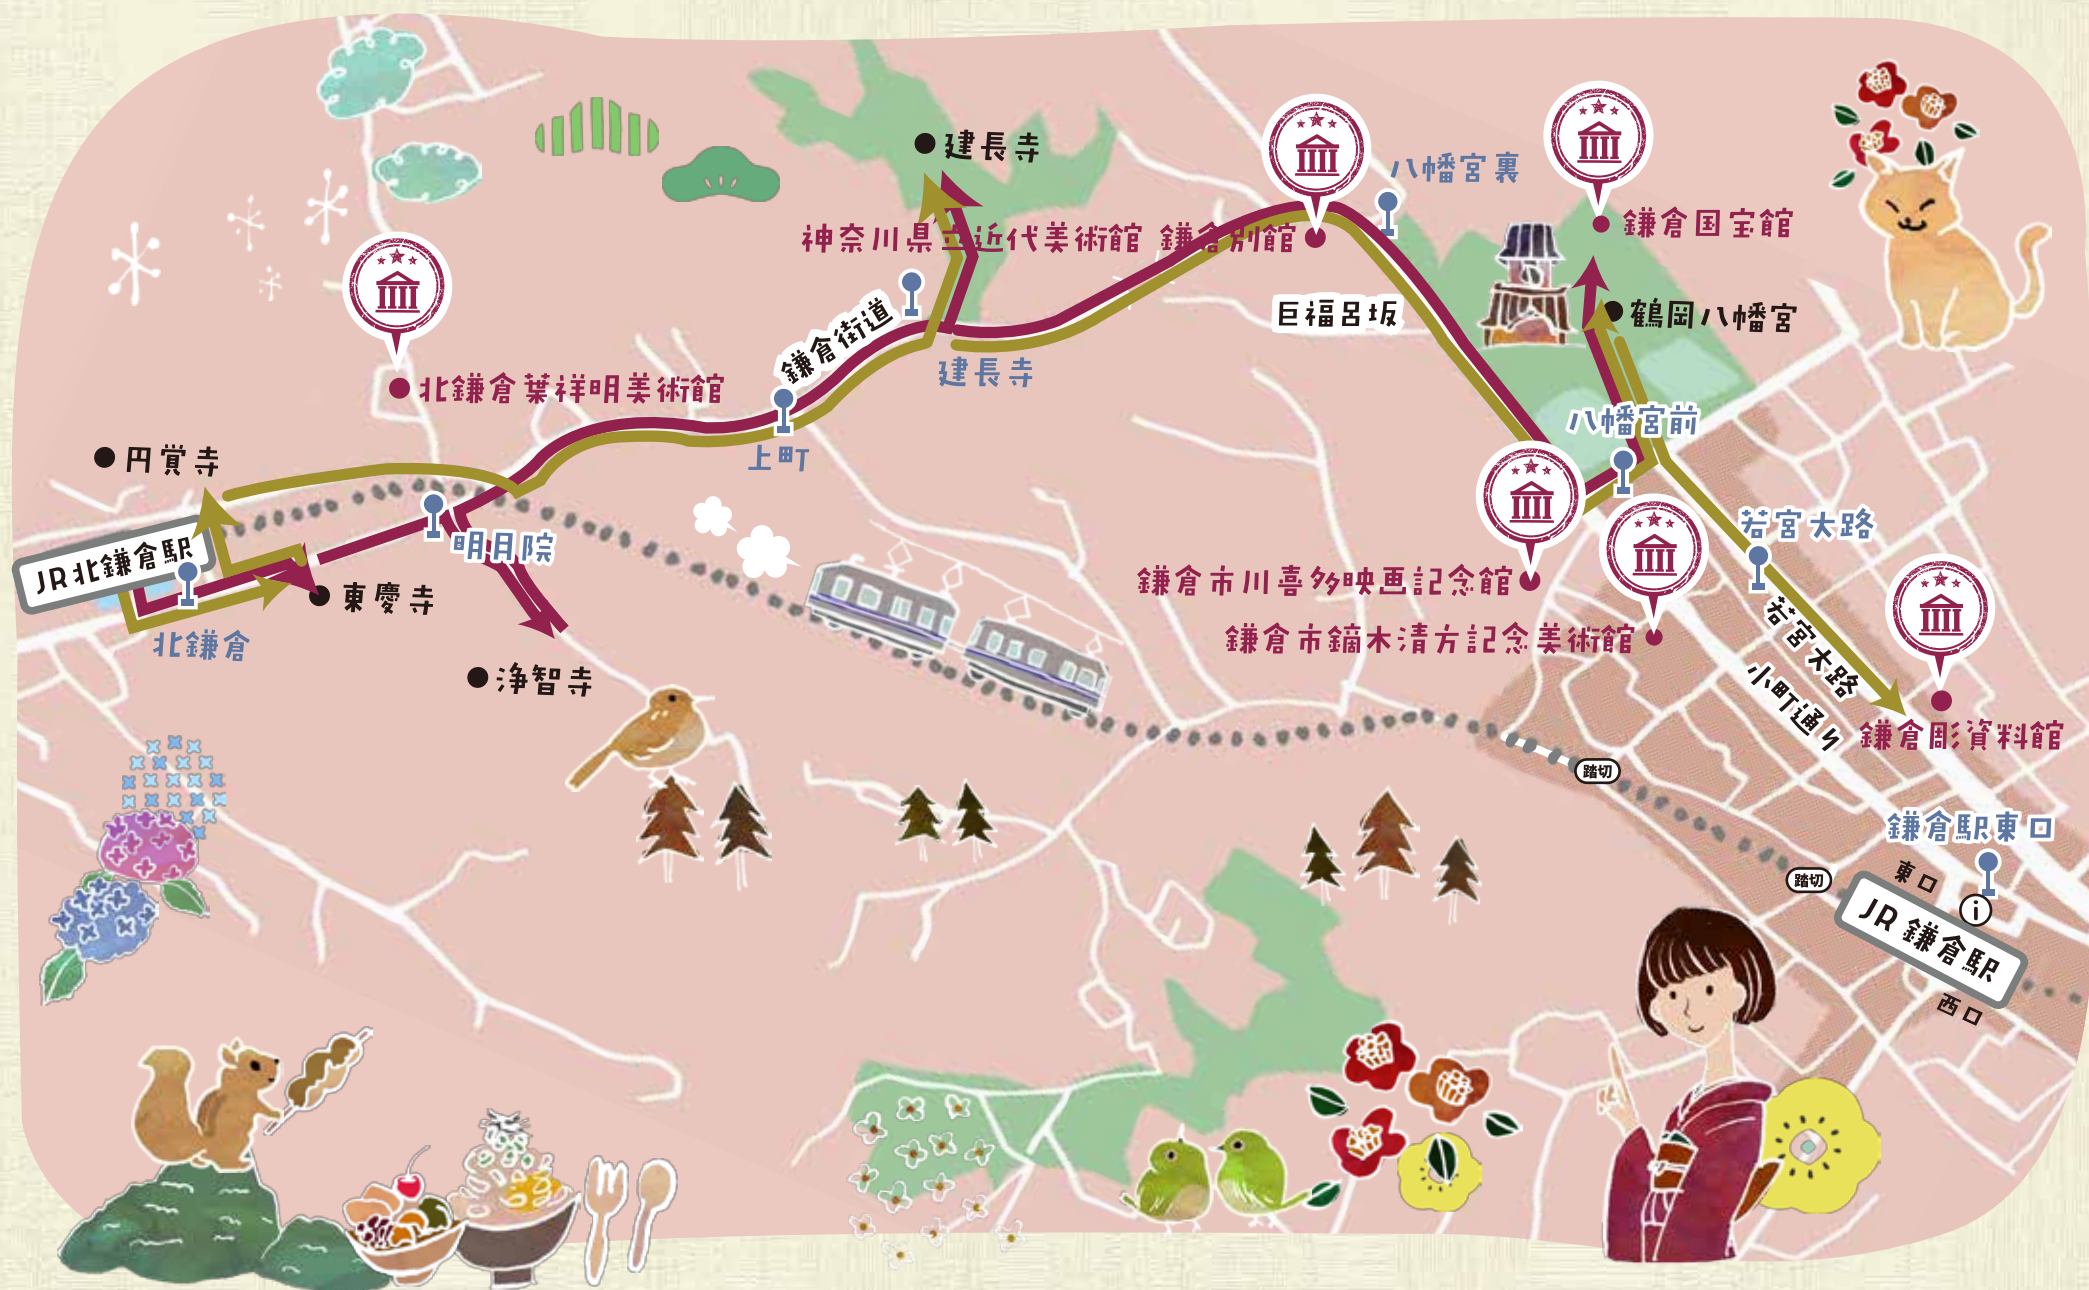 建長寺
八幡宮裏
神奈川県立近代美術館 鎌倉別館
鎌倉国宝館
巨福呂坂
鶴岡八幡宮
鎌倉街道
建長寺
北鎌倉葉祥明美術館
上町
八幡宮前
円覚寺
JR北鎌倉駅
明月院
東慶寺
北鎌倉
浄智寺
若宮大路
鎌倉市川喜多映画記念館
鎌倉市鏑木清方記念美術館
若宮大路
小町通り
鎌倉彫資料館
踏切
鎌倉駅東口
踏切
東口
i
JR 鎌倉駅
西口